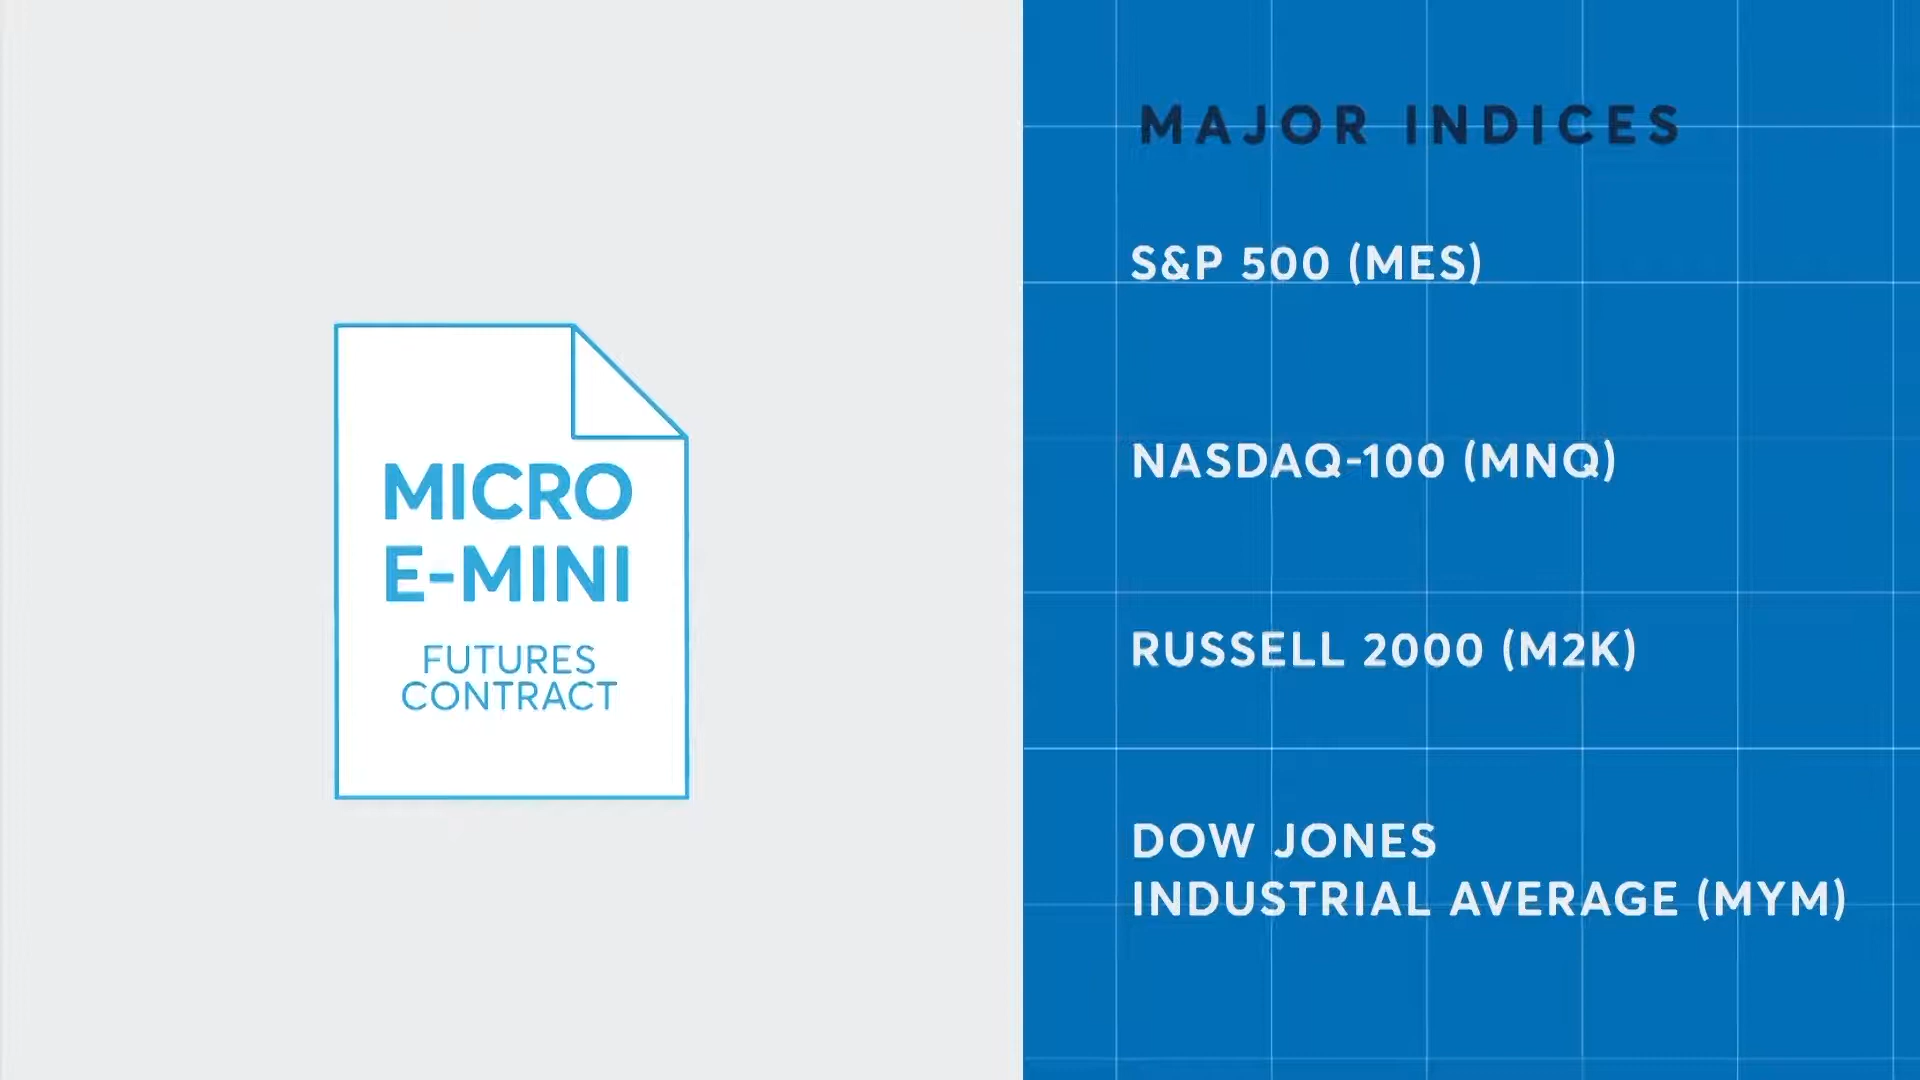 MICRO
E-MINI
FUTURES
CONTRACT
MAJOR INDICES
S&P 500 (MES)
NASDAQ-100 (MNQ)
RUSSELL 2000 (M2K)
DOW JONES
INDUSTRIAL AVERAGE (MYM)